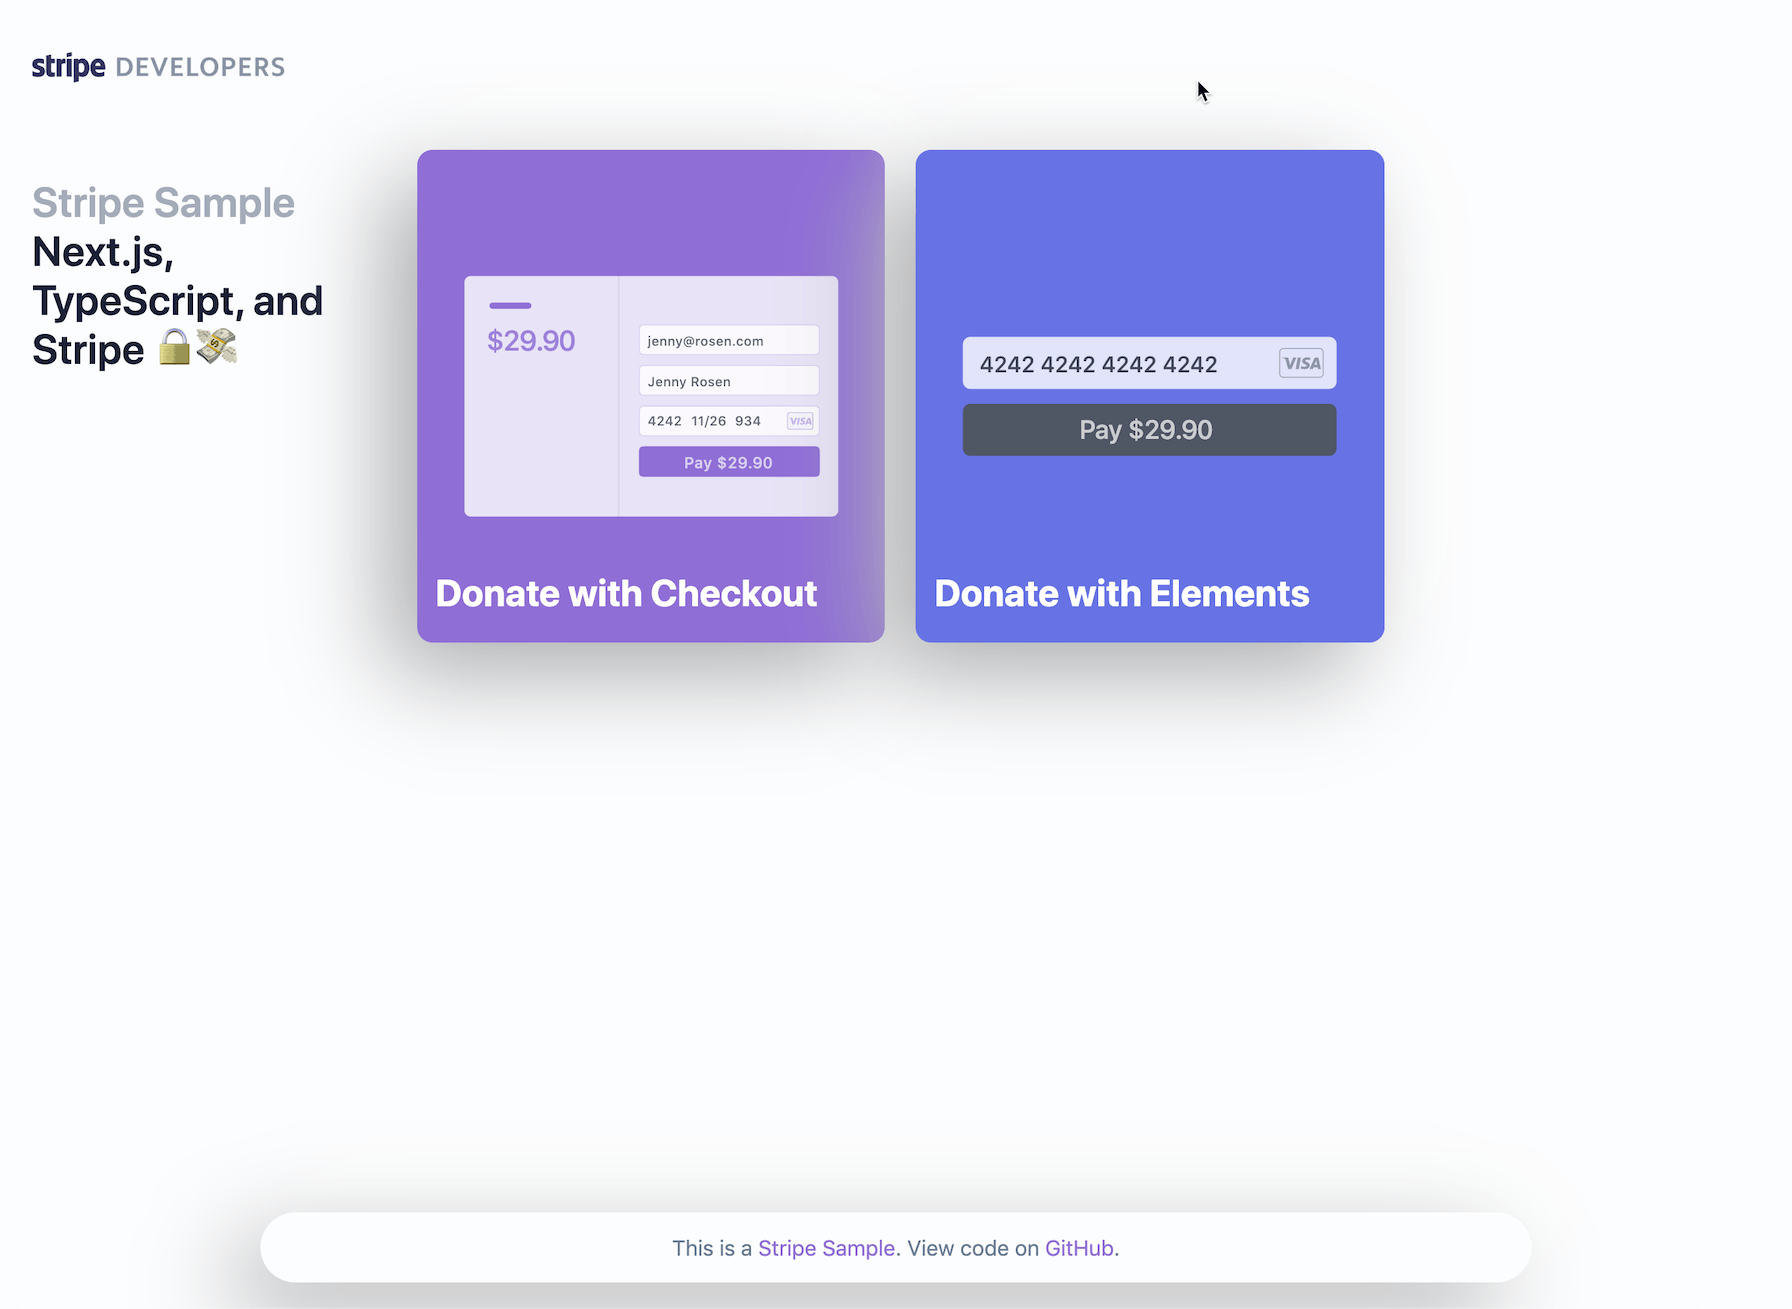 stripe DEVELOPERS
Stripe Sample
Next.js,
TypeScript, and
Stripe 🔒💸
$29.90
jenny@rosen.com
Jenny Rosen
4242 11/26 934 VISA
Pay $29.90
Donate with Checkout
4242 4242 4242 4242 VISA
Pay $29.90
Donate with Elements
This is a Stripe Sample. View code on GitHub.